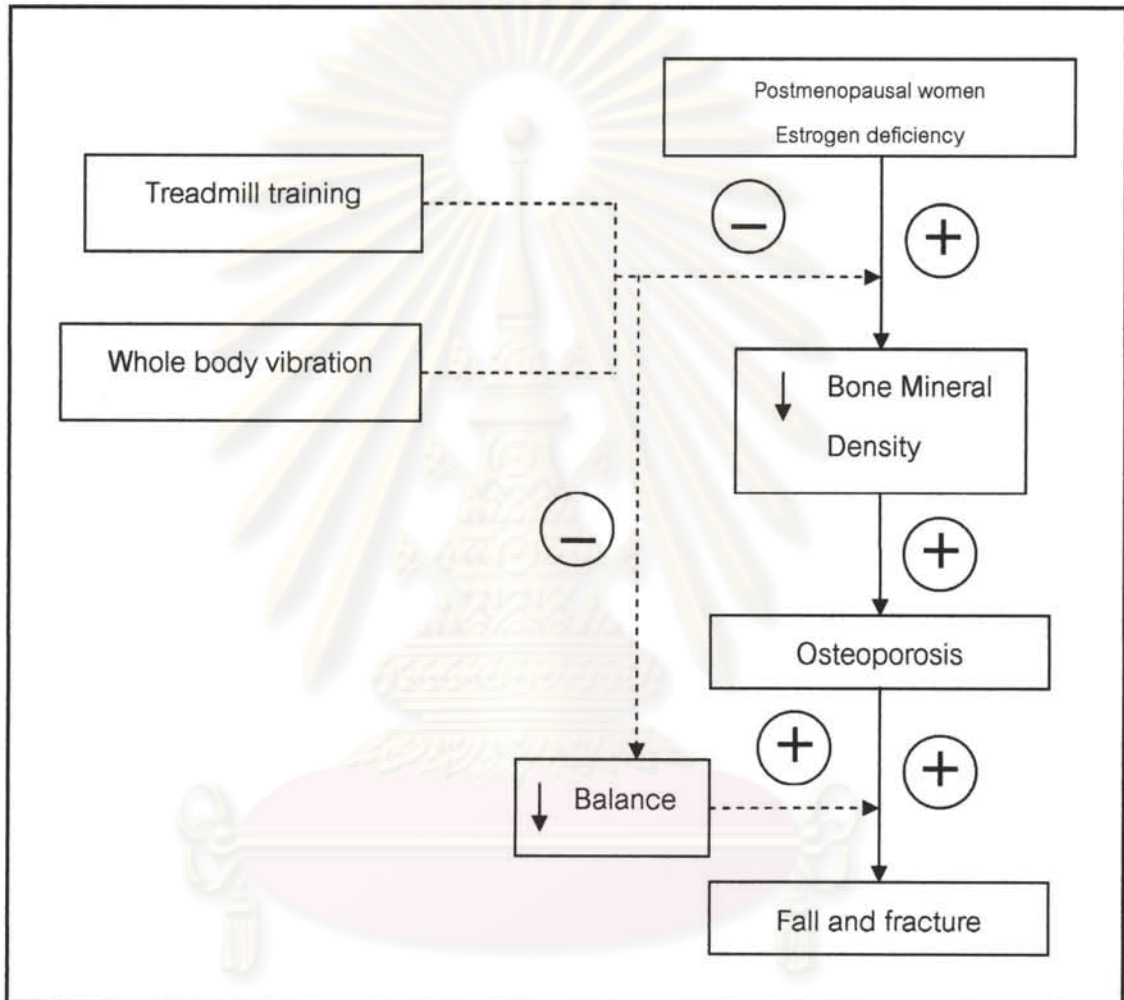 Postmenopausal women
Estrogen deficiency
Treadmill training
−
+
Whole body vibration
↓ Bone Mineral
Density
−
+
Osteoporosis
+
+
↓ Balance
Fall and fracture